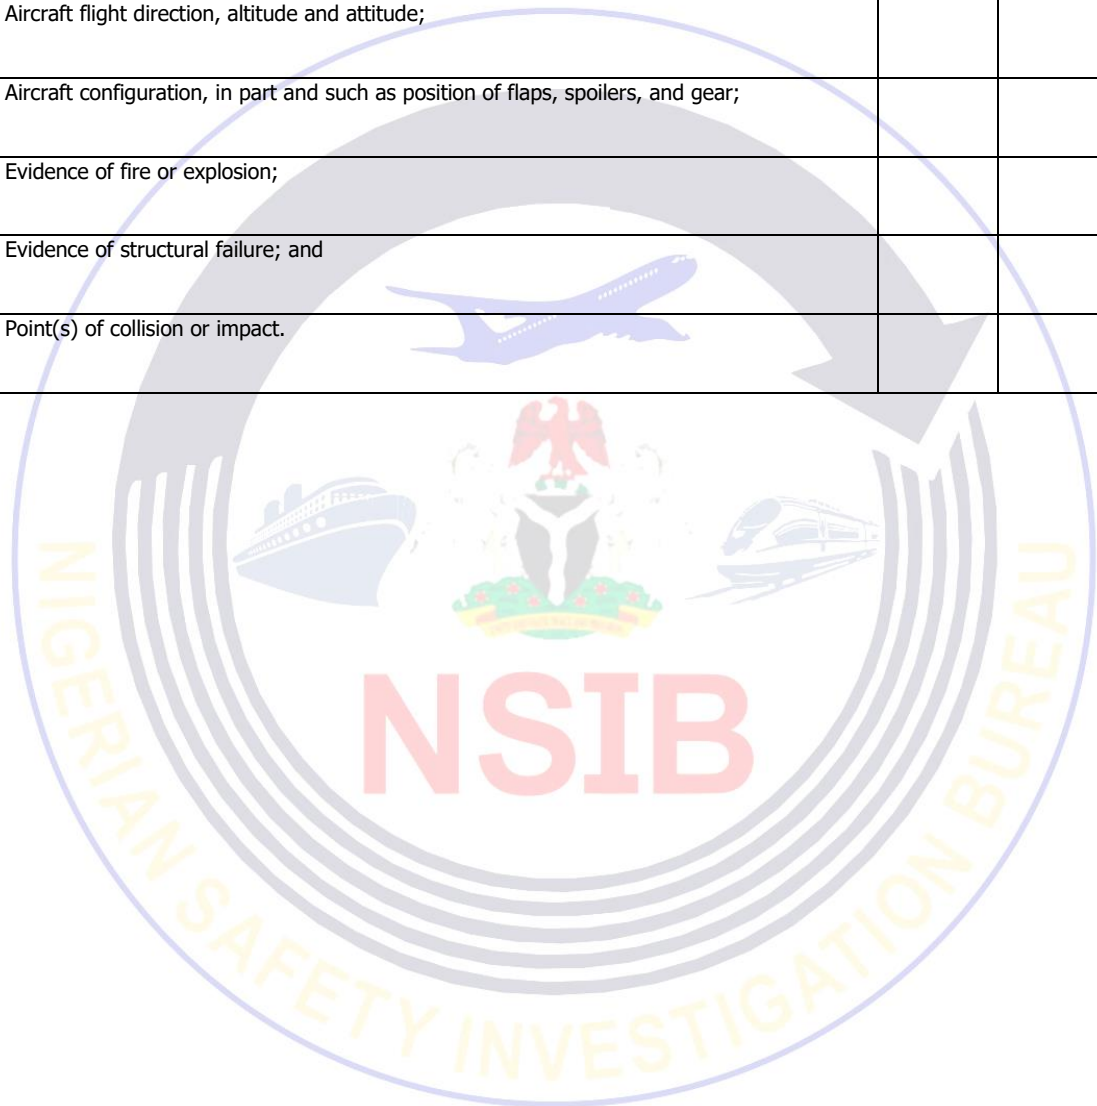 Aircraft flight direction, altitude and attitude;
Aircraft configuration, in part and such as position of flaps, spoilers, and gear;
Evidence of fire or explosion;
Evidence of structural failure; and
Point(s) of collision or impact.
NSIB
NIGERIAN SAFETY INVESTIGATION BUREAU